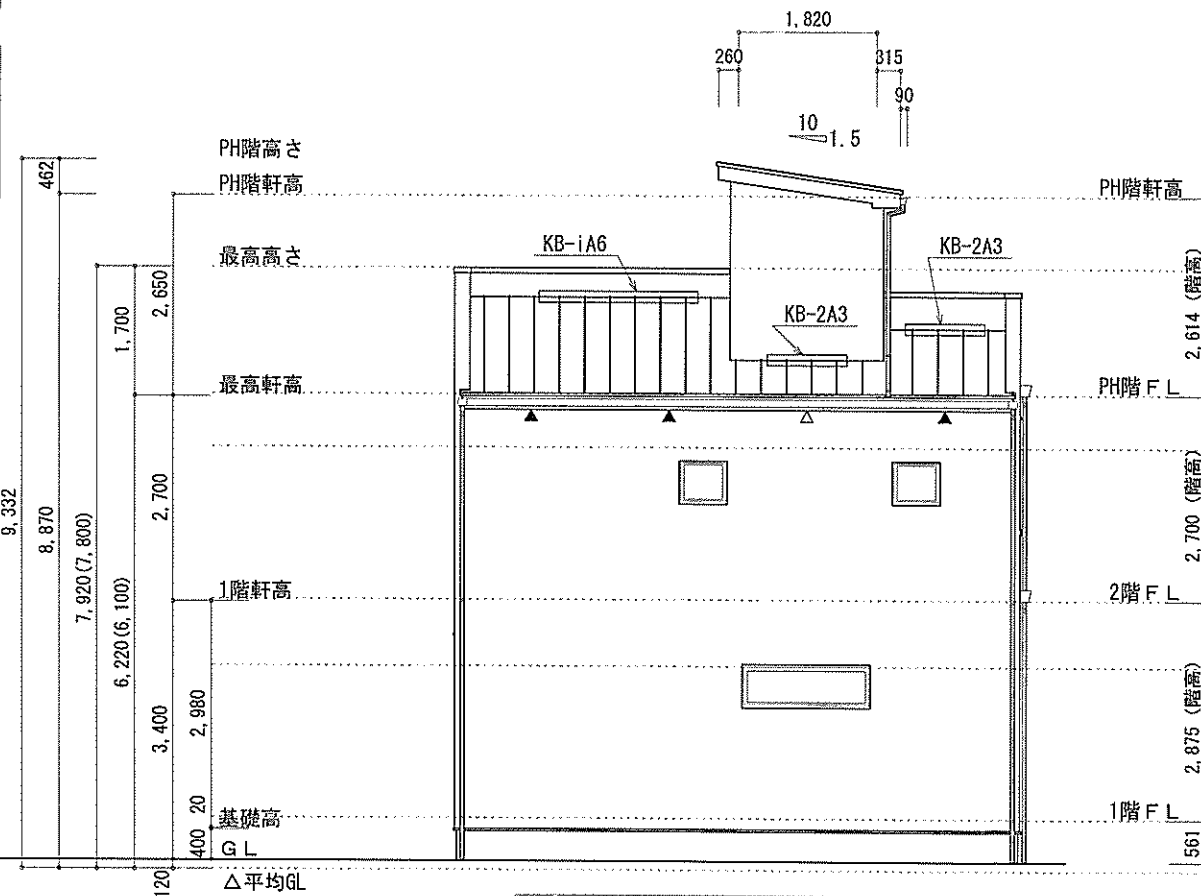 1,820
260
315
90
10
1.5
PH階高さ
462
PH階軒高
PH階軒高
最高高さ
KB-iA6
KB-2A3
2,650
1,700
KB-2A3
2,614 (階高)
最高軒高
PH階ＦＬ
9,332
8,870
7,920(7,800)
6,220(6,100)
2,700
2,700 (階高)
1階軒高
2階ＦＬ
3,400
2,980
2,875 (階高)
20
基礎高
1階ＦＬ
400
ＧＬ
561
120
△平均GL